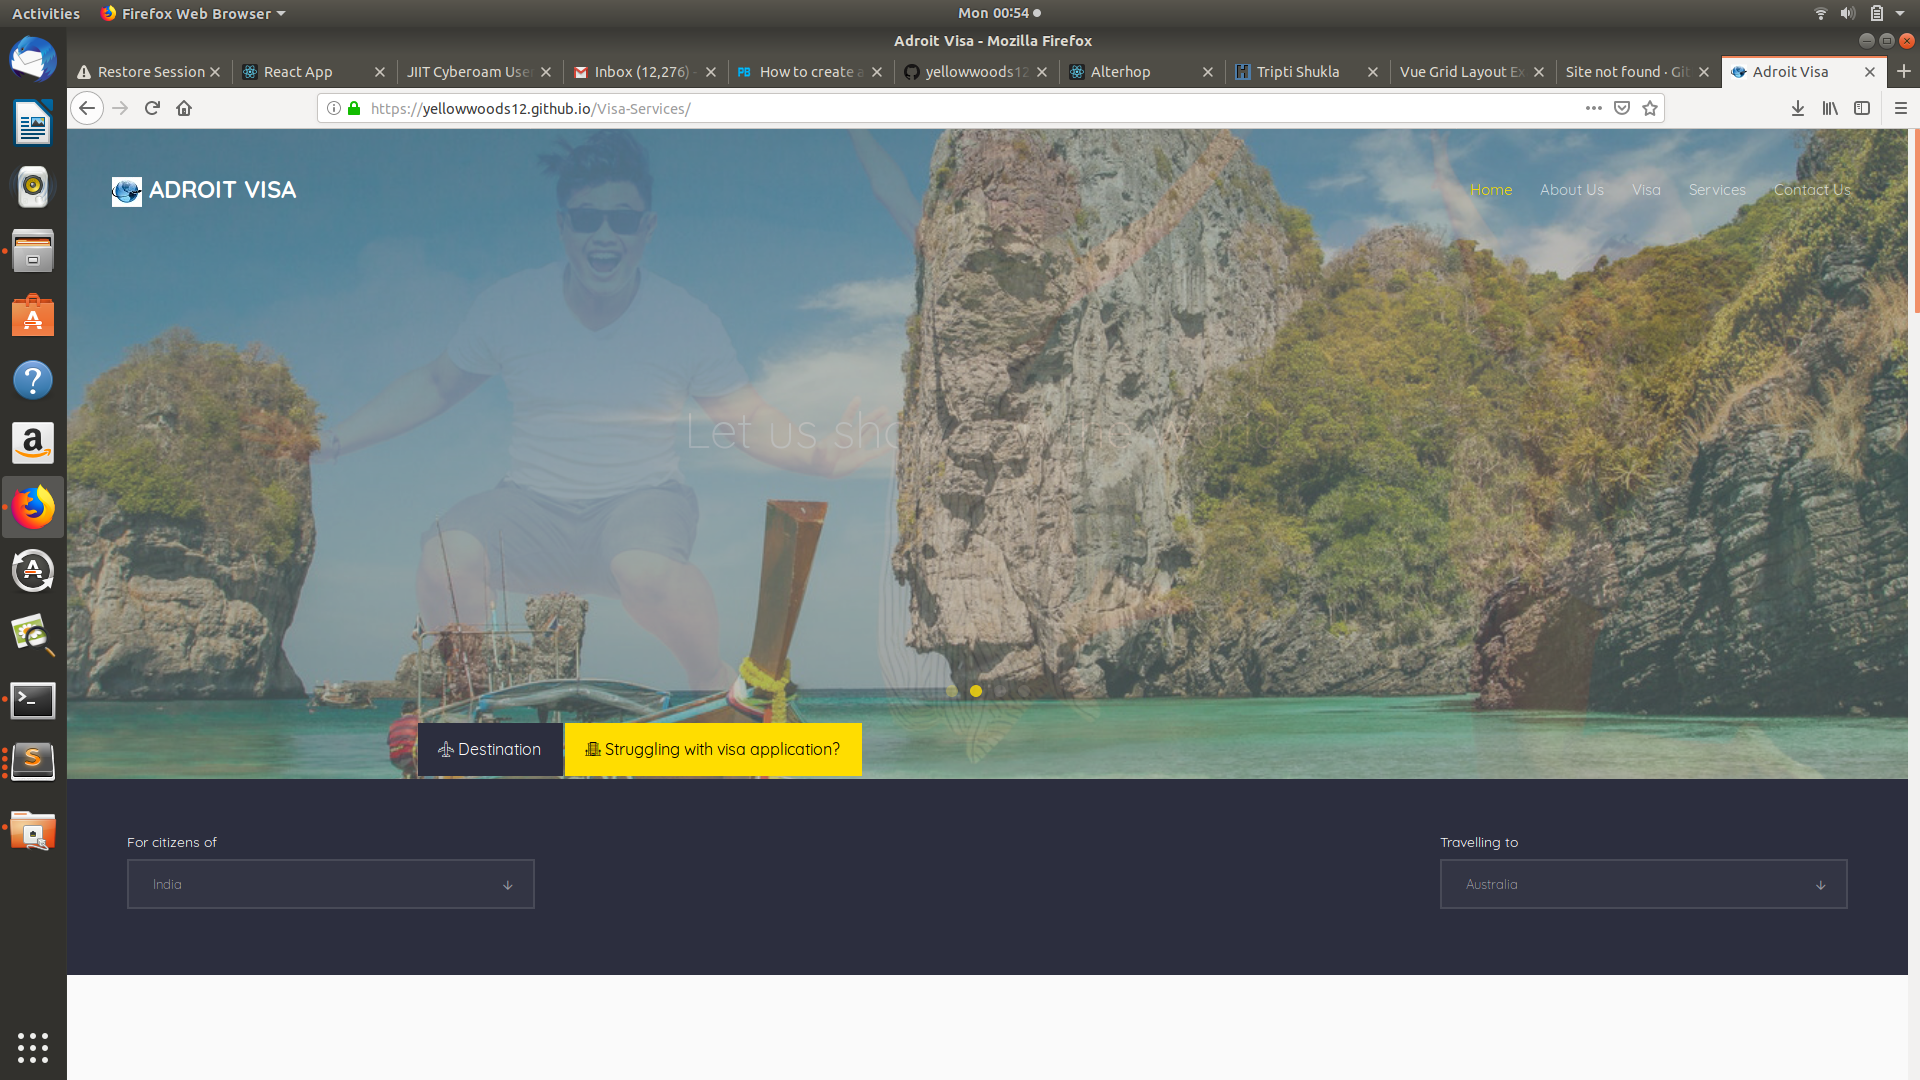 Activities
Firefox Web Browser
Mon 00:54
Adroit Visa - Mozilla Firefox
Restore Session
React App
JIIT Cyberoam Use
Inbox (12,276)
How to create a
yellowwoods12
Alterhop
Tripti Shukla
Vue Grid Layout Ex
Site not found · Git
Adroit Visa
https://yellowwoods12.github.io/Visa-Services/
ADROIT VISA
Home
About Us
Visa
Services
Contact Us
Let us
Destination
Struggling with visa application?
For citizens of
Travelling to
India
Australia